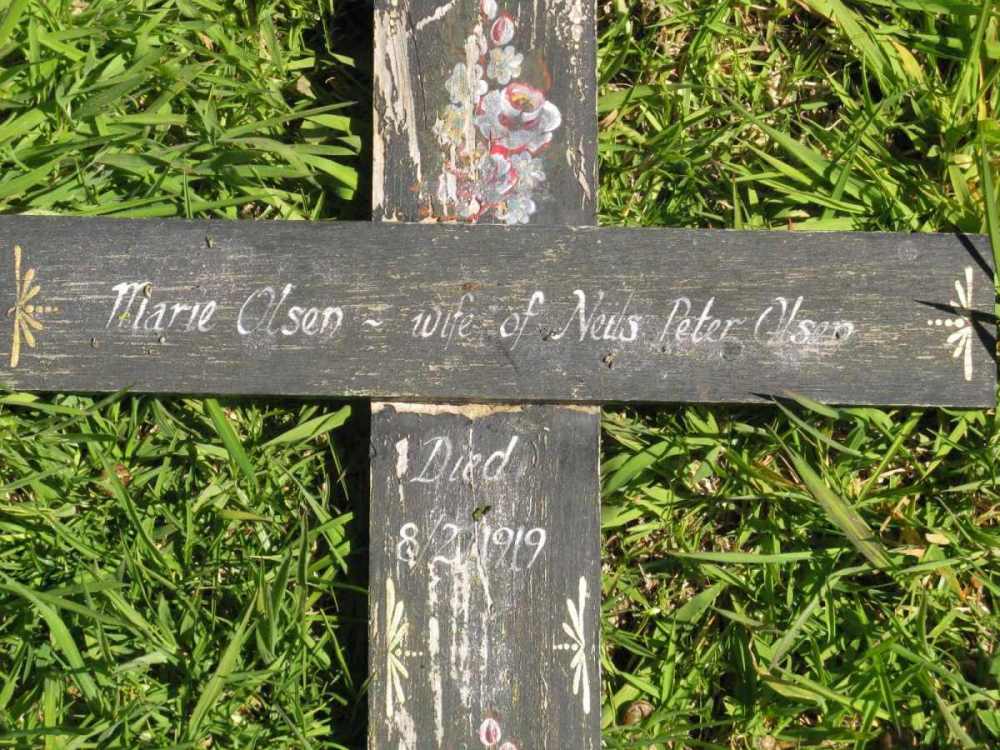 Marie Olsen ~ wife of Neils Peter Olsen
Died
8/2/1919